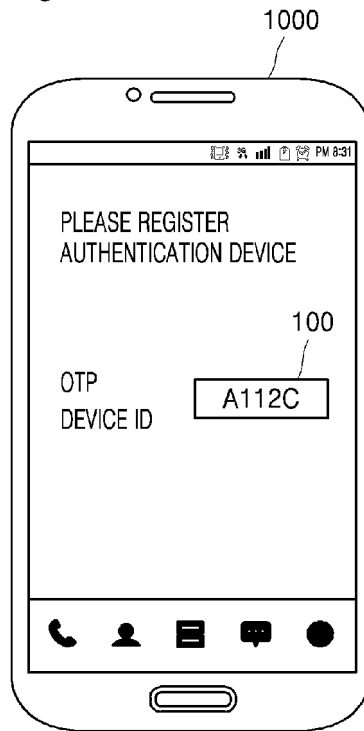 1000
PM 8:31
PLEASE REGISTER
AUTHENTICATION DEVICE
100
OTP
DEVICE ID
A112C